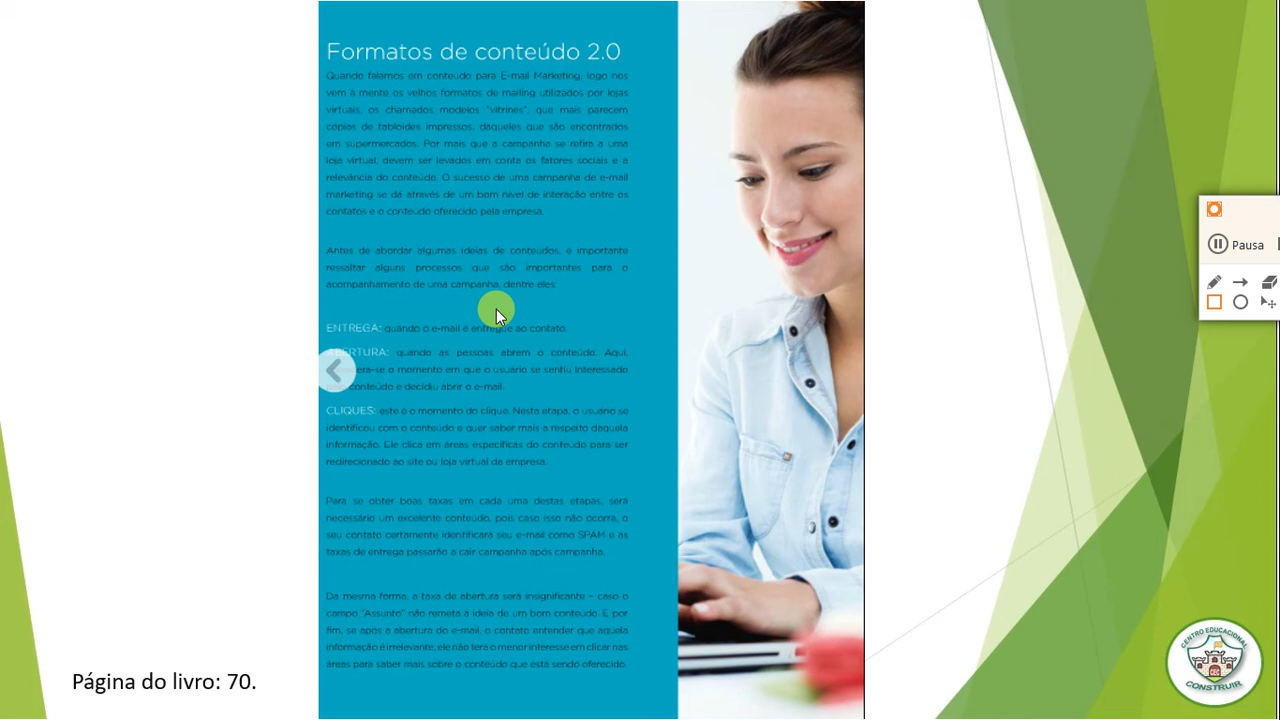 Formatos de conteúdo 2.0
Quando falamos em conteúdo para E-mail Marketing, logo nos
vem à mente os velhos formatos de mailing utilizados por lojas
virtuais, os chamados modelos "vitrines", que mais parecem
cópias de tabloides impressos, daqueles que são encontrados
em supermercados. Por mais que a campanha se refira a uma
loja virtual, devem ser levados em conta os fatores sociais e a
relevância do conteúdo. O sucesso de uma campanha de e-mail
marketing se dá através de um bom nível de interação entre os
contatos e o conteúdo oferecido pela empresa.
Antes de abordar algumas ideias de conteúdos, é importante
ressaltar alguns processos que são importantes para o
acompanhamento de uma campanha, dentre eles:
ENTREGA: quando o e-mail é entregue ao contato.
ABERTURA: quando as pessoas abrem o conteúdo. Aqui,
o momento em que o usuário se sentiu interessado
conteúdo e decidiu abrir o e-mail.
CLIQUES: este é o momento do clique. Nesta etapa, o usuário se
identificou com o conteúdo e quer saber mais a respeito daquela
informação. Ele clica em áreas específicas do conteúdo para ser
redirecionado ao site ou loja virtual da empresa.
Para se obter boas taxas em cada uma destas etapas, será
necessário um excelente conteúdo, pois caso isso não ocorra, o
seu contato certamente identificará seu e-mail como SPAM e as
taxas de entrega passarão a cair campanha após campanha.
Da mesma forma, a taxa de abertura será insignificante – caso o
campo "Assunto" não remeta à ideia de um bom conteúdo. E por
fim, se após a abertura do e-mail, o contato entender que aquela
informação é irrelevante, ele não terá o menor interesse em clicar nas
áreas para saber mais sobre o conteúdo que está sendo oferecido.
Página do livro: 70.
Pausa
CENTRO EDUCACIONAL
CEC
CONSTRUIR